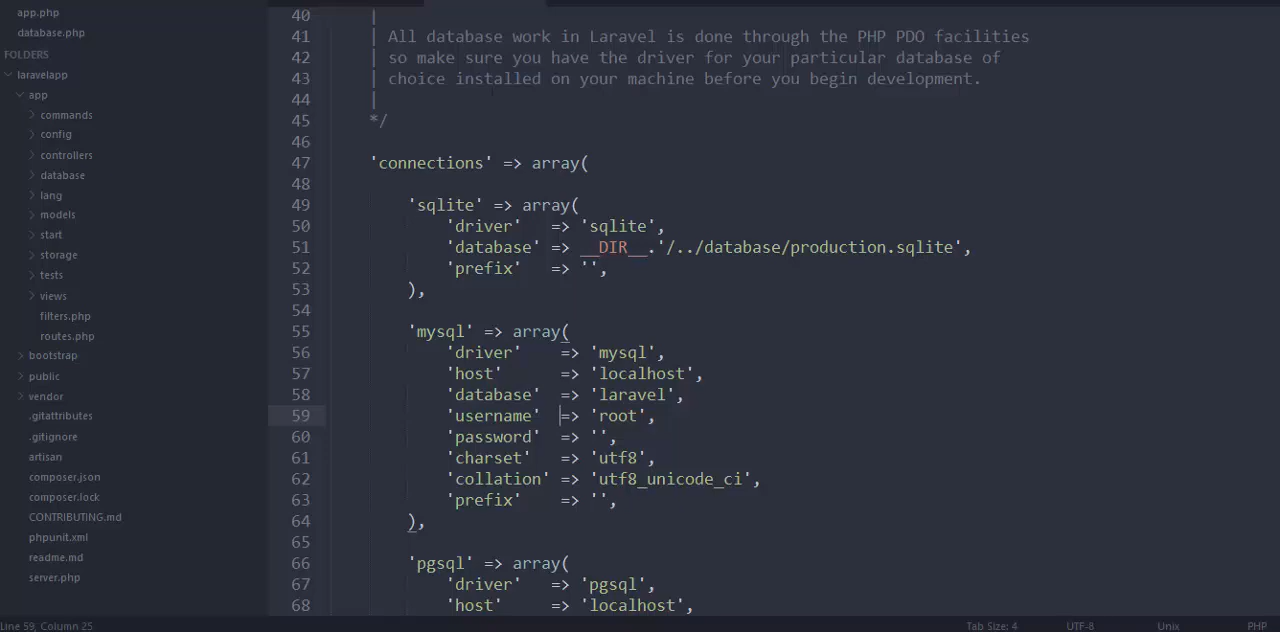 app.php
database.php
FOLDERS
laravelapp
app
commands
config
controllers
database
lang
models
start
storage
tests
views
filters.php
routes.php
bootstrap
public
vendor
.gitattributes
.gitignore
artisan
composer.json
composer.lock
CONTRIBUTING.md
phpunit.xml
readme.md
server.php
40 |
41 | All database work in Laravel is done through the PHP PDO facilities
42 | so make sure you have the driver for your particular database of
43 | choice installed on your machine before you begin development.
44 |
45 */
46
47 'connections' => array(
48
49 'sqlite' => array(
50 'driver' => 'sqlite',
51 'database' => __DIR__.'/../database/production.sqlite',
52 'prefix' => '',
53 ),
54
55 'mysql' => array(
56 'driver' => 'mysql',
57 'host' => 'localhost',
58 'database' => 'laravel',
59 'username' => 'root',
60 'password' => '',
61 'charset' => 'utf8',
62 'collation' => 'utf8_unicode_ci',
63 'prefix' => '',
64 ),
65
66 'pgsql' => array(
67 'driver' => 'pgsql',
68 'host' => 'localhost',
Line 59, Column 25 Tab Size: 4 UTF-8 Unix PHP